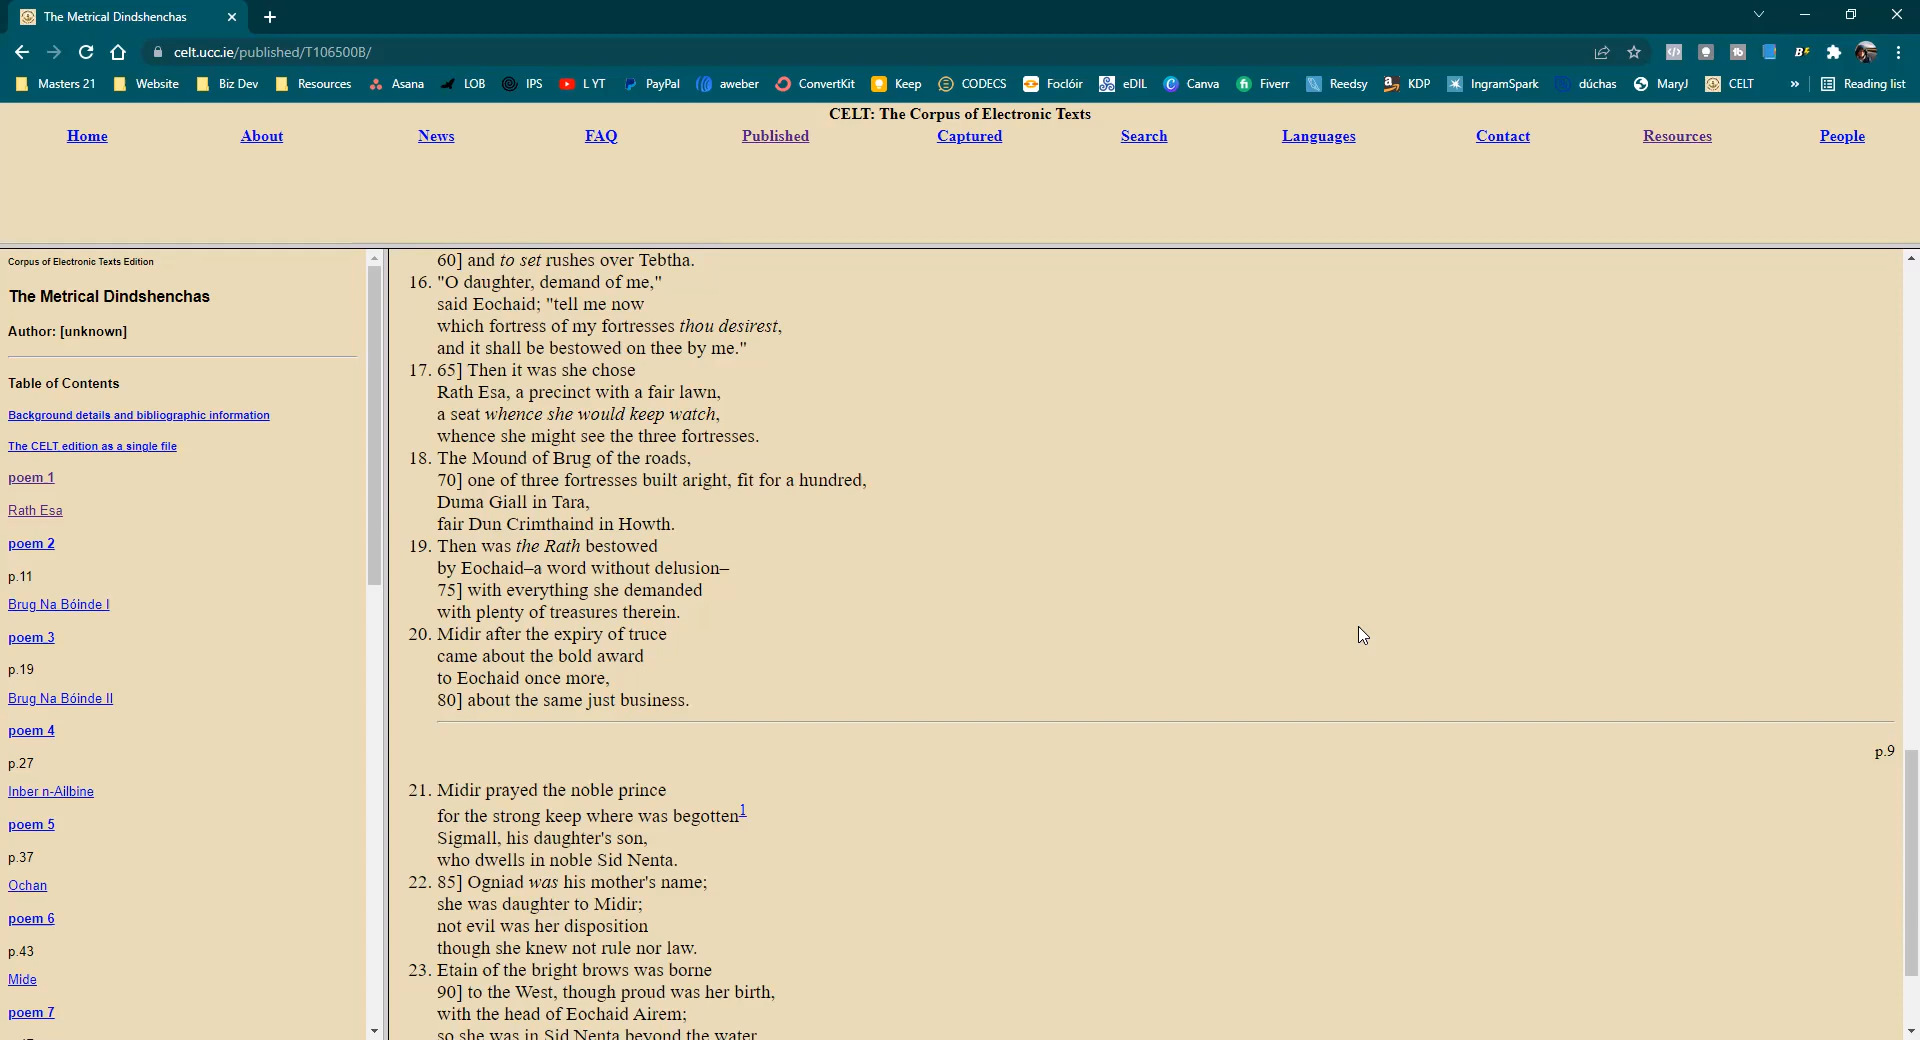 The Metrical Dindshenchas
celt.ucc.ie/published/T106500B/
Masters 21 Website Biz Dev Resources Asana LOB IPS L YT PayPal aweber ConvertKit Keep CODECS Foclóir eDIL Canva Fiverr Reedsy KDP IngramSpark dúchas MaryJ CELT » Reading list
CELT: The Corpus of Electronic Texts
Home About News FAQ Published Captured Search Languages Contact Resources People
Corpus of Electronic Texts Edition
The Metrical Dindshenchas
Author: [unknown]
Table of Contents
Background details and bibliographic information
The CELT edition as a single file
poem 1
Rath Esa
poem 2
p.11
Brug Na Bóinde I
poem 3
p.19
Brug Na Bóinde II
poem 4
p.27
Inber n-Ailbine
poem 5
p.37
Ochan
poem 6
p.43
Mide
poem 7
60] and to set rushes over Tebtha.
16. "O daughter, demand of me,"
said Eochaid; "tell me now
which fortress of my fortresses thou desirest,
and it shall be bestowed on thee by me."
17. 65] Then it was she chose
Rath Esa, a precinct with a fair lawn,
a seat whence she would keep watch,
whence she might see the three fortresses.
18. The Mound of Brug of the roads,
70] one of three fortresses built aright, fit for a hundred,
Duma Giall in Tara,
fair Dun Crimthaind in Howth.
19. Then was the Rath bestowed
by Eochaid–a word without delusion–
75] with everything she demanded
with plenty of treasures therein.
20. Midir after the expiry of truce
came about the bold award
to Eochaid once more,
80] about the same just business.
p.9
21. Midir prayed the noble prince
for the strong keep where was begotten1
Sigmall, his daughter's son,
who dwells in noble Sid Nenta.
22. 85] Ogniad was his mother's name;
she was daughter to Midir;
not evil was her disposition
though she knew not rule nor law.
23. Etain of the bright brows was borne
90] to the West, though proud was her birth,
with the head of Eochaid Airem;
so she was in Sid Nenta beyond the water